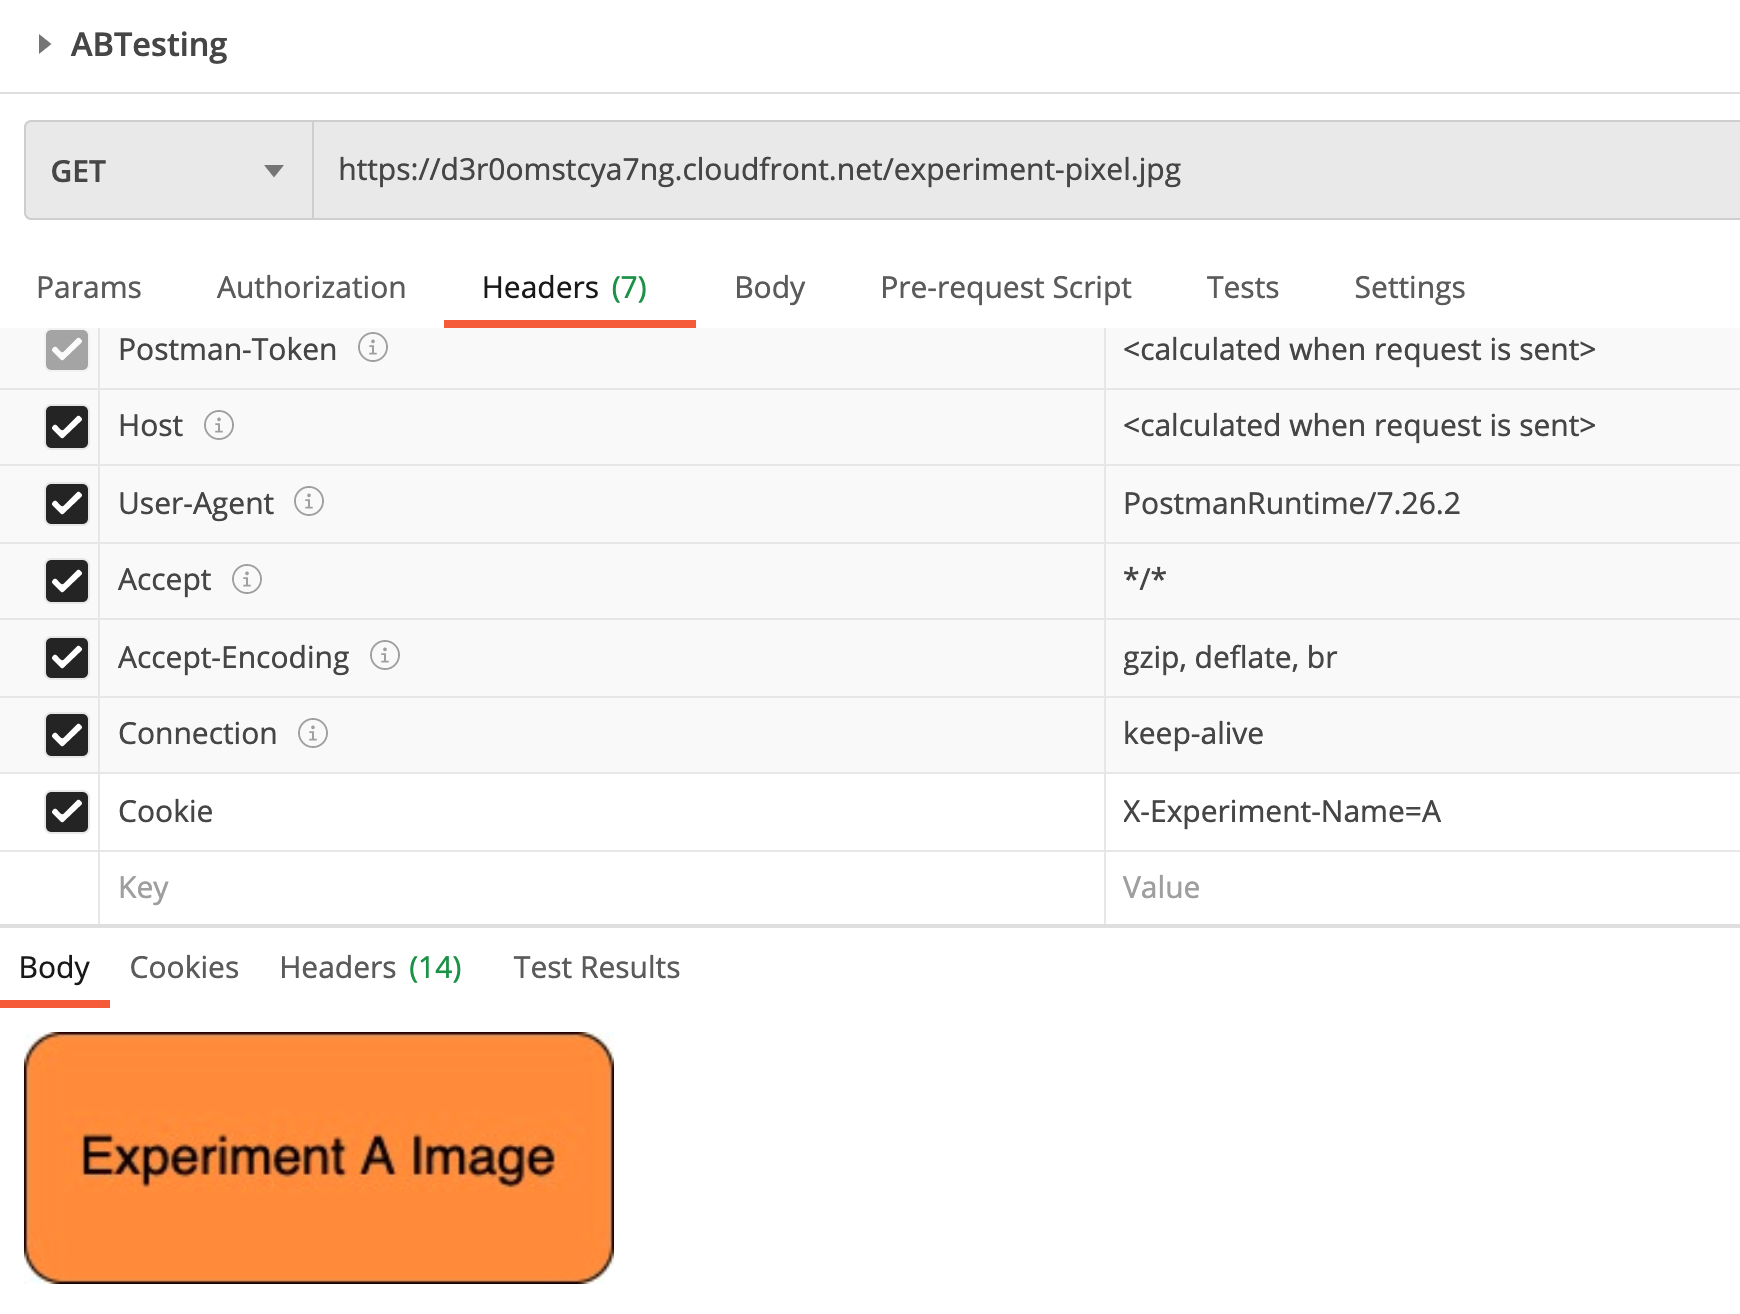 ABTesting
GET https://d3r0omstcya7ng.cloudfront.net/experiment-pixel.jpg
Params Authorization Headers (7) Body Pre-request Script Tests Settings
Postman-Token <calculated when request is sent>
Host <calculated when request is sent>
User-Agent PostmanRuntime/7.26.2
Accept */*
Accept-Encoding gzip, deflate, br
Connection keep-alive
Cookie X-Experiment-Name=A
Key Value
Body Cookies Headers (14) Test Results
Experiment A Image